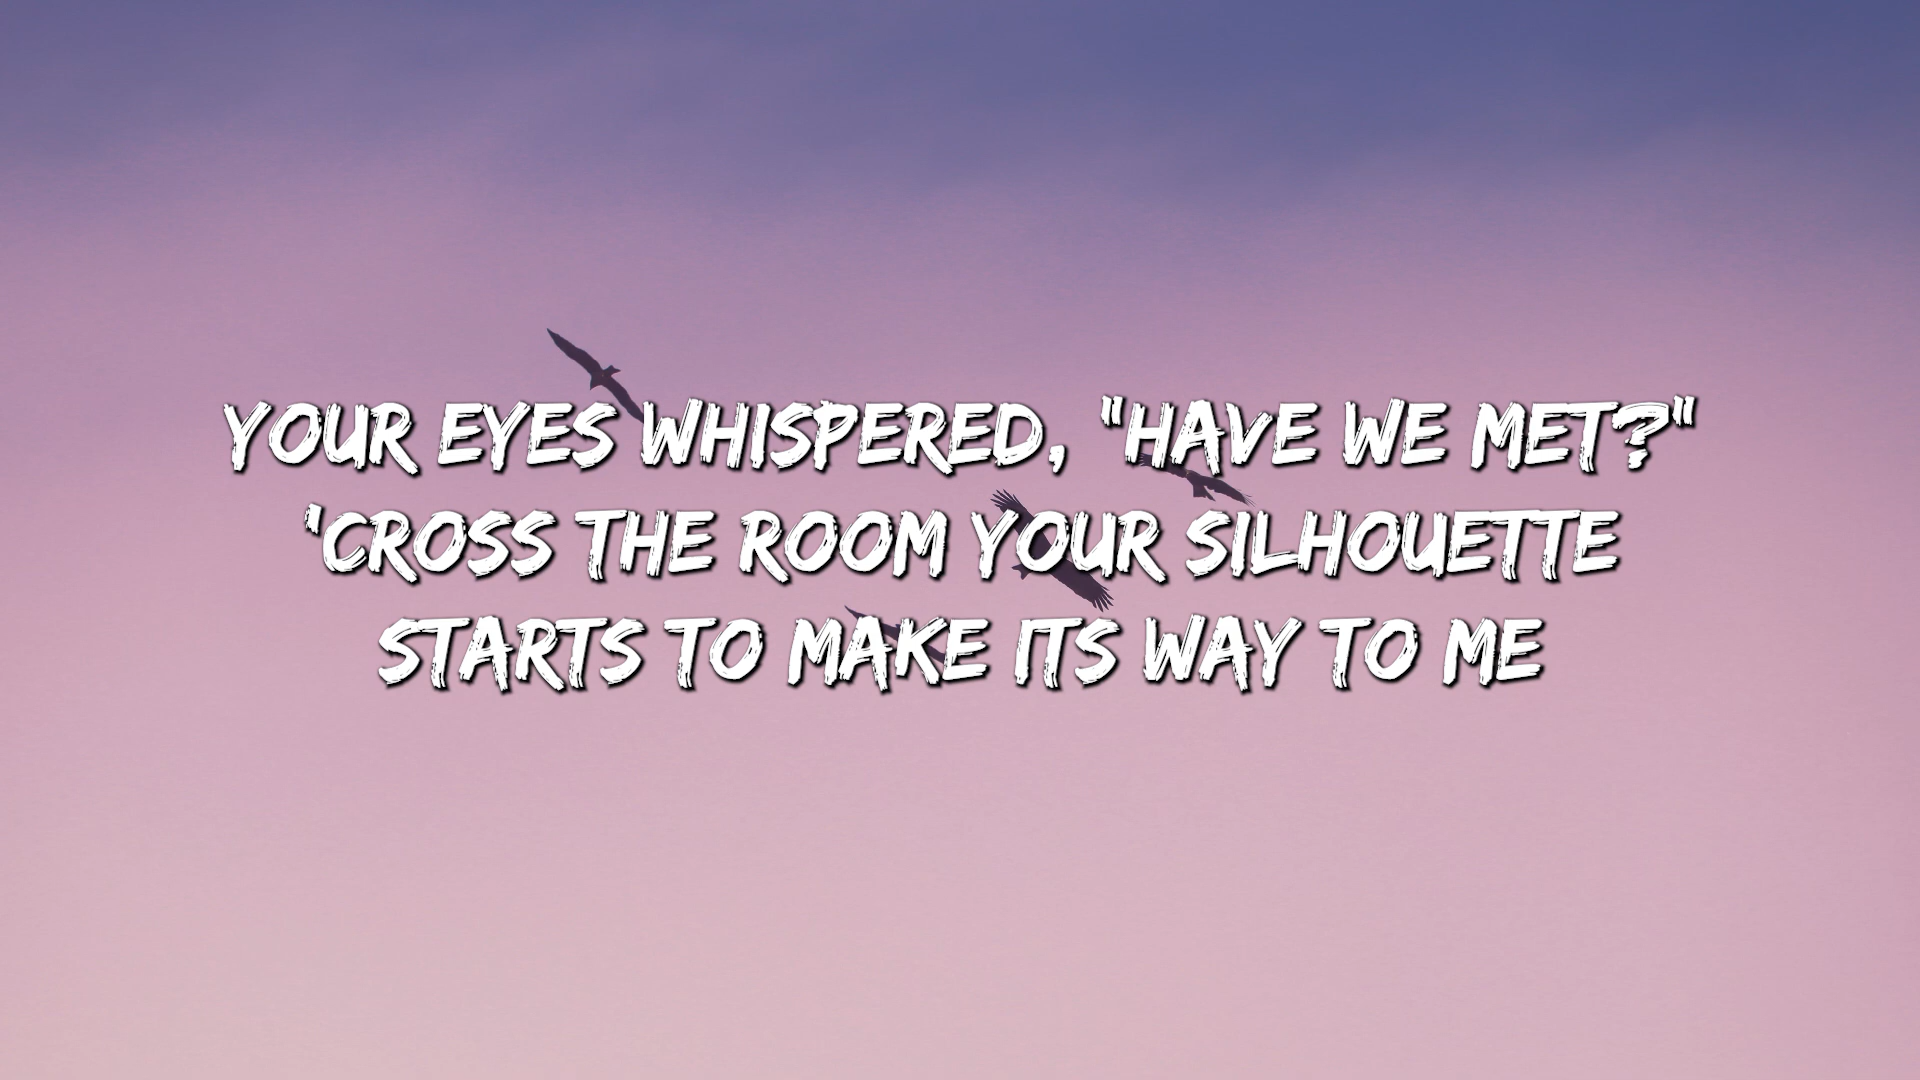 YOUR EYES WHISPERED, "HAVE WE MET?"
'CROSS THE ROOM YOUR SILHOUETTE
STARTS TO MAKE ITS WAY TO ME